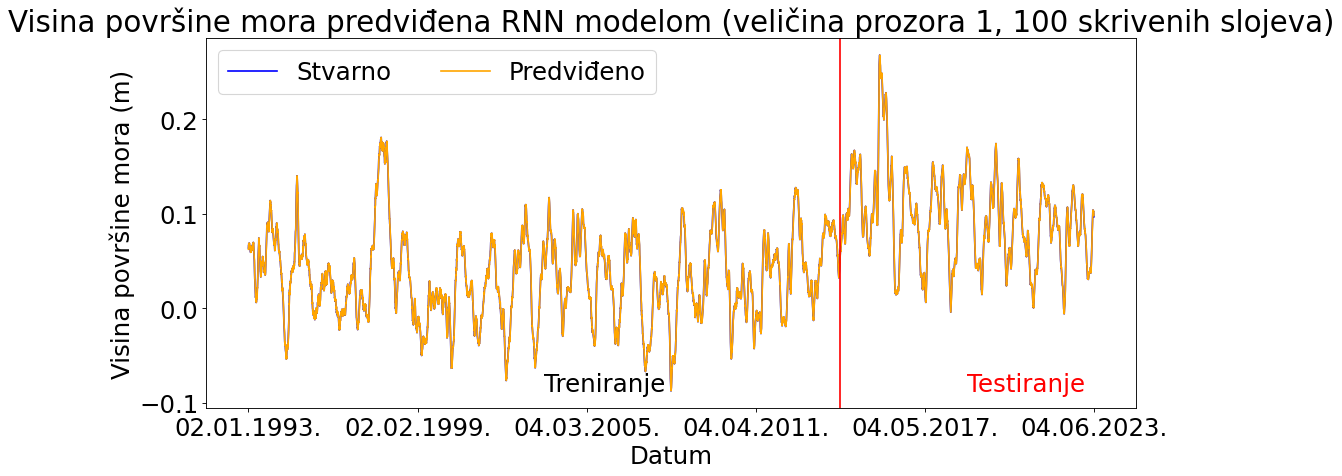 Visina površine mora predviđena RNN modelom (veličina prozora 1, 100 skrivenih slojeva)
Stvarno
Predviđeno
Visina površine mora (m)
0.2
0.1
0.0
−0.1
Treniranje
Testiranje
02.01.1993.
02.02.1999.
04.03.2005.
04.04.2011.
04.05.2017.
04.06.2023.
Datum